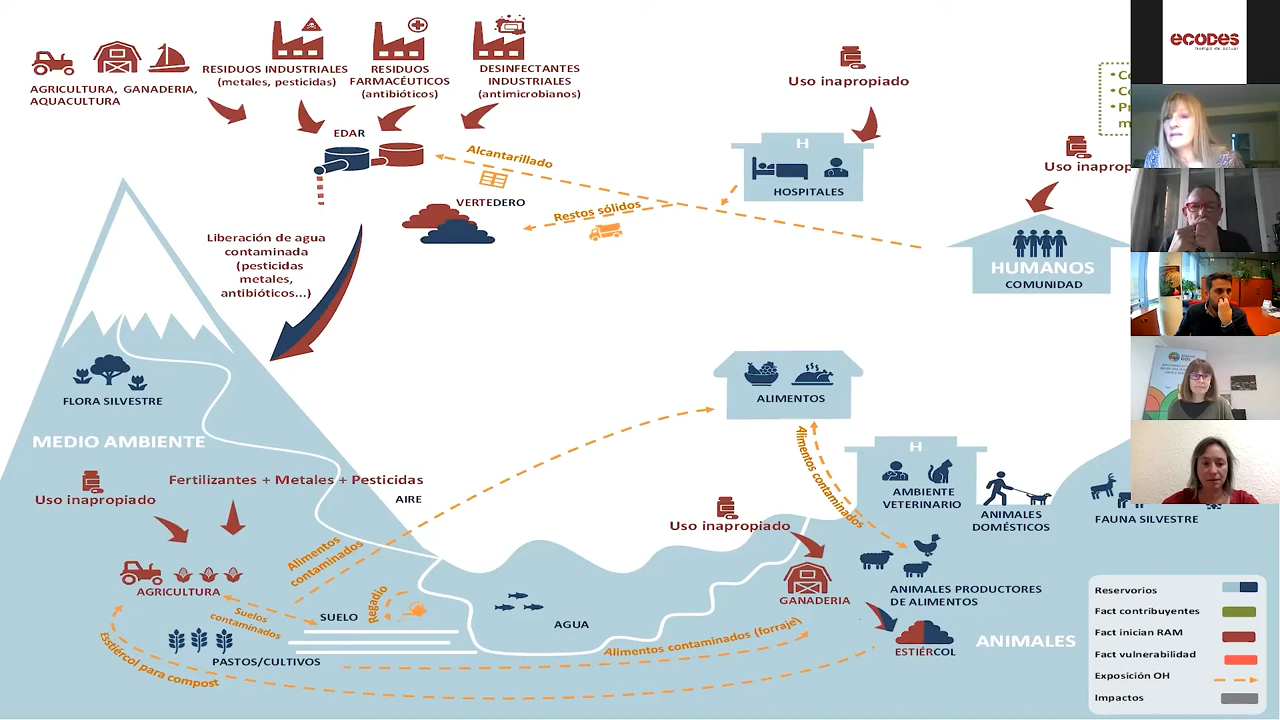 ecodes
tiempo de actuar
AGRICULTURA, GANADERIA,
AQUACULTURA
RESIDUOS INDUSTRIALES
(metales, pesticidas)
RESIDUOS
FARMACÉUTICOS
(antibióticos)
DESINFECTANTES
INDUSTRIALES
(antimicrobianos)
Uso inapropiado
EDAR
Alcantarillado
H
HOSPITALES
Uso inaprop
VERTEDERO
Restos sólidos
Liberación de agua
contaminada
(pesticidas
metales,
antibióticos...)
HUMANOS
COMUNIDAD
FLORA SILVESTRE
ALIMENTOS
MEDIO AMBIENTE
Uso inapropiado
Fertilizantes + Metales + Pesticidas
AIRE
Alimentos
contaminados
Alimentos contaminados
H
AMBIENTE
VETERINARIO
ANIMALES
DOMÉSTICOS
FAUNA SILVESTRE
Uso inapropiado
AGRICULTURA
Suelos
contaminados
SUELO
Regadío
AGUA
GANADERIA
ANIMALES PRODUCTORES
DE ALIMENTOS
ESTIÉRCOL
ANIMALES
PASTOS/CULTIVOS
Alimentos contaminados (forraje)
Esstiércol para compost
Reservorios
Fact contribuyentes
Fact inician RAM
Fact vulnerabilidad
Exposición OH
Impactos